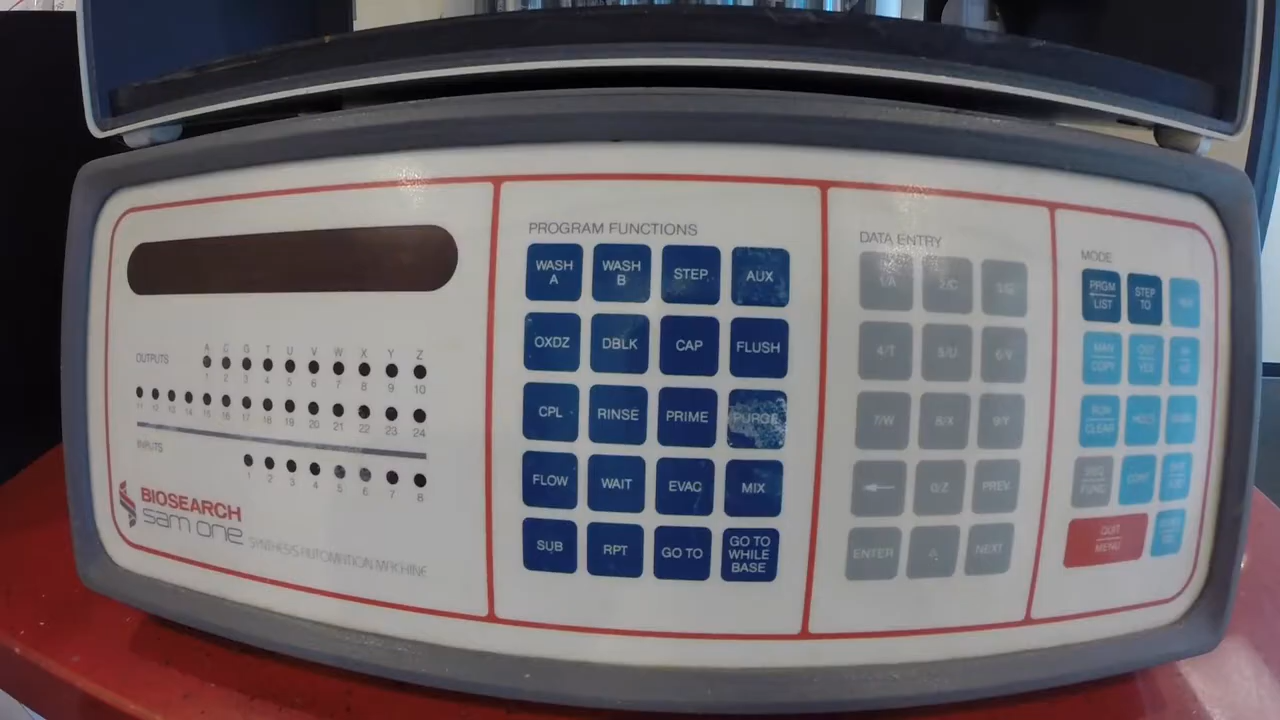 OUTPUTS
A C G T U V W X Y Z
1 2 3 4 5 6 7 8 9 10
11 12 13 14 15 16 17 18 19 20 21 22 23 24
INPUTS
1 2 3 4 5 6 7 8
BIOSEARCH
sam one SYNTHESIS AUTOMATION MACHINE
PROGRAM FUNCTIONS
WASH A
WASH B
STEP
AUX
OXDZ
DBLK
CAP
FLUSH
CPL
RINSE
PRIME
PURGE
FLOW
WAIT
EVAC
MIX
SUB
RPT
GO TO
GO TO WHILE BASE
DATA ENTRY
1/A
2/C
3/G
4/T
5/U
6/V
7/W
8/X
9/Y
0/Z
PREV
ENTER
NEXT
MODE
PRGM LIST
STEP TO
MAN COPY
RUN CLEAR
HOLD
SEQ FUNC
QUIT MENU